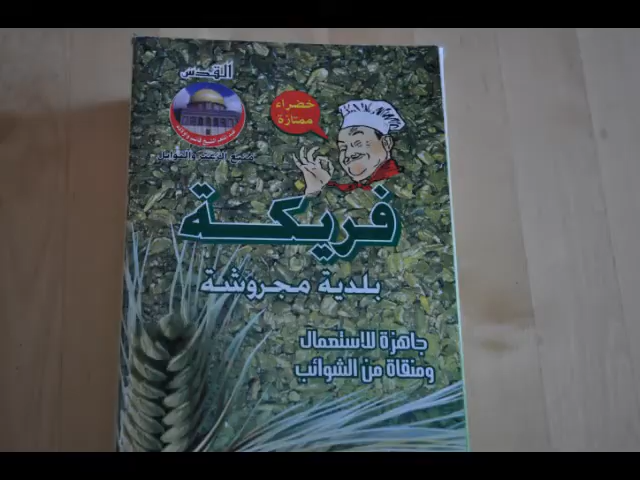 القدس
خضراء
ممتازة
فريكة
بلدية مجروشة
جاهزة للاستعمال
ومنقاة من الشوائب